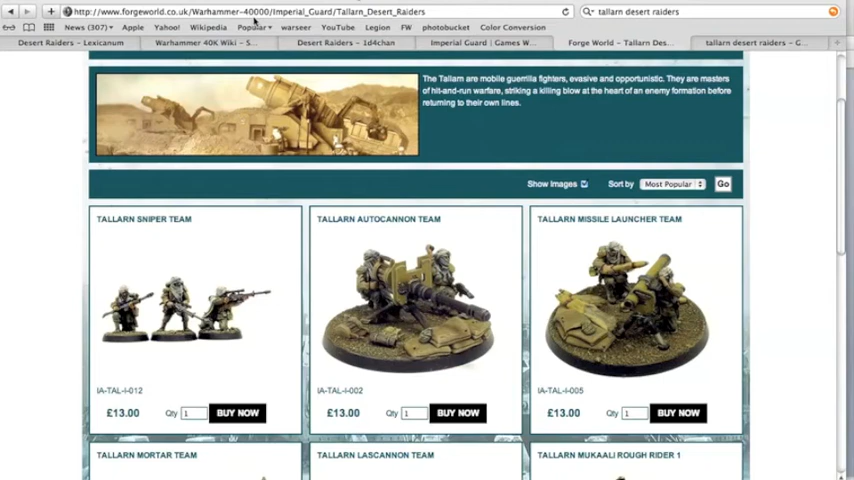 http://www.forgeworld.co.uk/Warhammer-40000/Imperial_Guard/Tallarn_Desert_Raiders
tallarn desert raiders
News (307) Apple Yahoo! Wikipedia Popular YouTube Legion FW warseer photobucket Color Conversion
Desert Raiders - Lexicanum Warhammer 40K Wiki - S... Desert Raiders - 1d4chan Imperial Guard | Games W... Forge World - Tallarn Des... tallarn desert raiders - G...
The Tallarn are mobile guerrilla fighters, evasive and opportunistic. They are masters
of hit-and-run warfare, striking a killing blow at the heart of an enemy formation before
returning to their own lines.
Show Images Sort by Most Popular Go
TALLARN SNIPER TEAM TALLARN AUTOCANNON TEAM TALLARN MISSILE LAUNCHER TEAM
IA-TAL-I-012 IA-TAL-I-002 IA-TAL-I-005
£13.00 Qty 1 BUY NOW £13.00 Qty 1 BUY NOW £13.00 Qty 1 BUY NOW
TALLARN MORTAR TEAM TALLARN LASCANNON TEAM TALLARN MUKAALI ROUGH RIDER 1